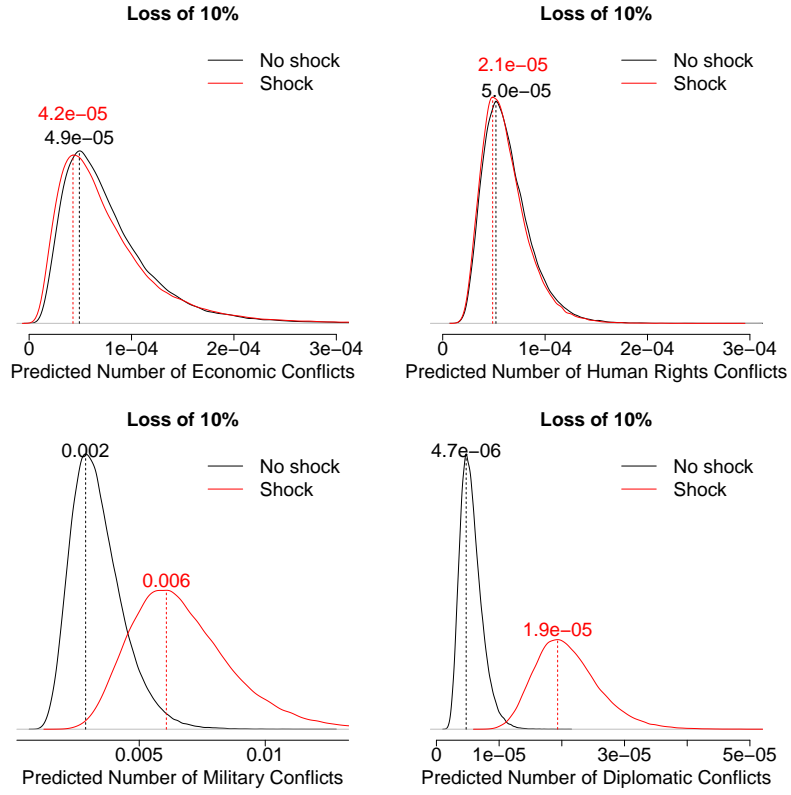 Loss of 10%
No shock
Shock
4.2e−05
4.9e−05
0 1e−04 2e−04 3e−04
Predicted Number of Economic Conflicts
Loss of 10%
No shock
Shock
2.1e−05
5.0e−05
0 1e−04 2e−04 3e−04
Predicted Number of Human Rights Conflicts
Loss of 10%
0.002
No shock
Shock
0.006
0.005 0.01
Predicted Number of Military Conflicts
Loss of 10%
4.7e−06
No shock
Shock
1.9e−05
0 1e−05 3e−05 5e−05
Predicted Number of Diplomatic Conflicts